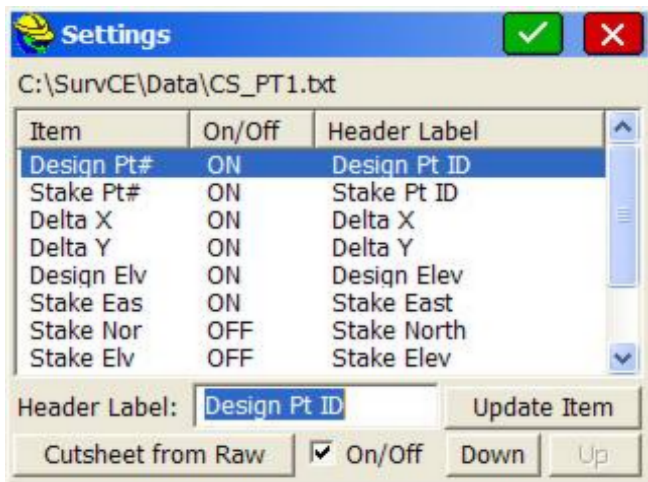 Settings
C:\SurvCE\Data\CS_PT1.txt
Item On/Off Header Label
Design Pt# ON Design Pt ID
Stake Pt# ON Stake Pt ID
Delta X ON Delta X
Delta Y ON Delta Y
Design Elv ON Design Elev
Stake Eas ON Stake East
Stake Nor OFF Stake North
Stake Elv OFF Stake Elev
Header Label: Design Pt ID Update Item
Cutsheet from Raw On/Off Down Up